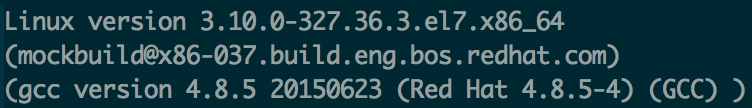 Linux version 3.10.0-327.36.3.el7.x86_64
(mockbuild@x86-037.build.eng.bos.redhat.com)
(gcc version 4.8.5 20150623 (Red Hat 4.8.5-4) (GCC) )